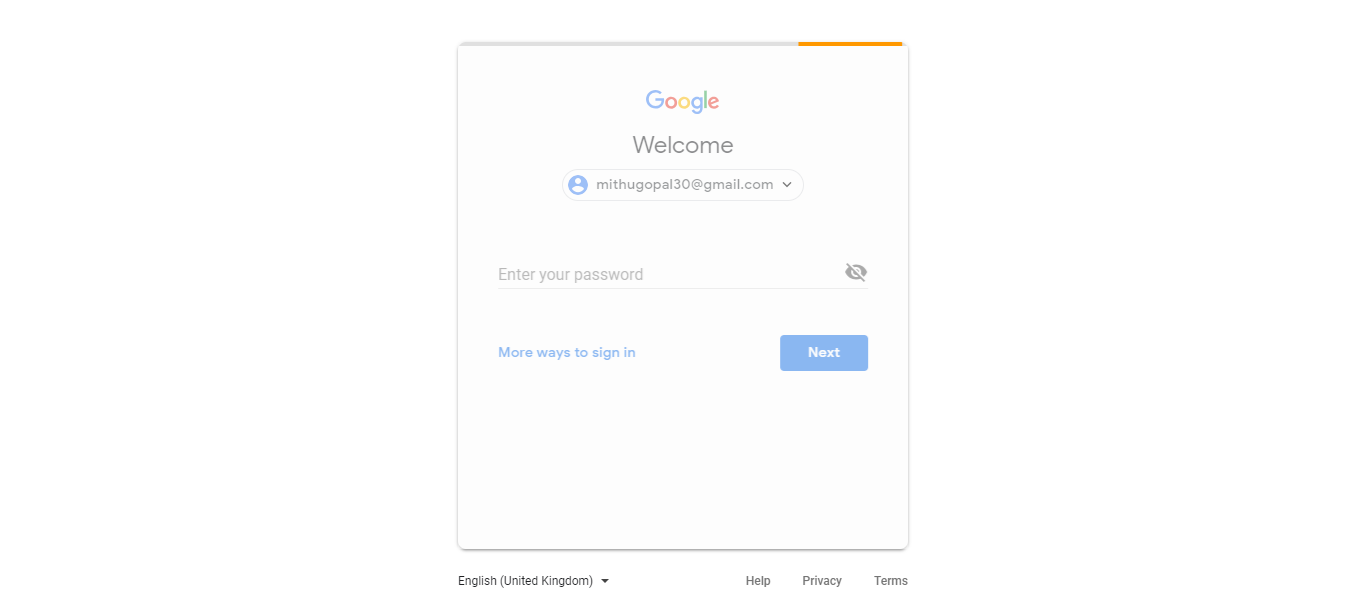 Google
Welcome
mithugopal30@gmail.com
Enter your password
More ways to sign in
Next
English (United Kingdom)
Help
Privacy
Terms